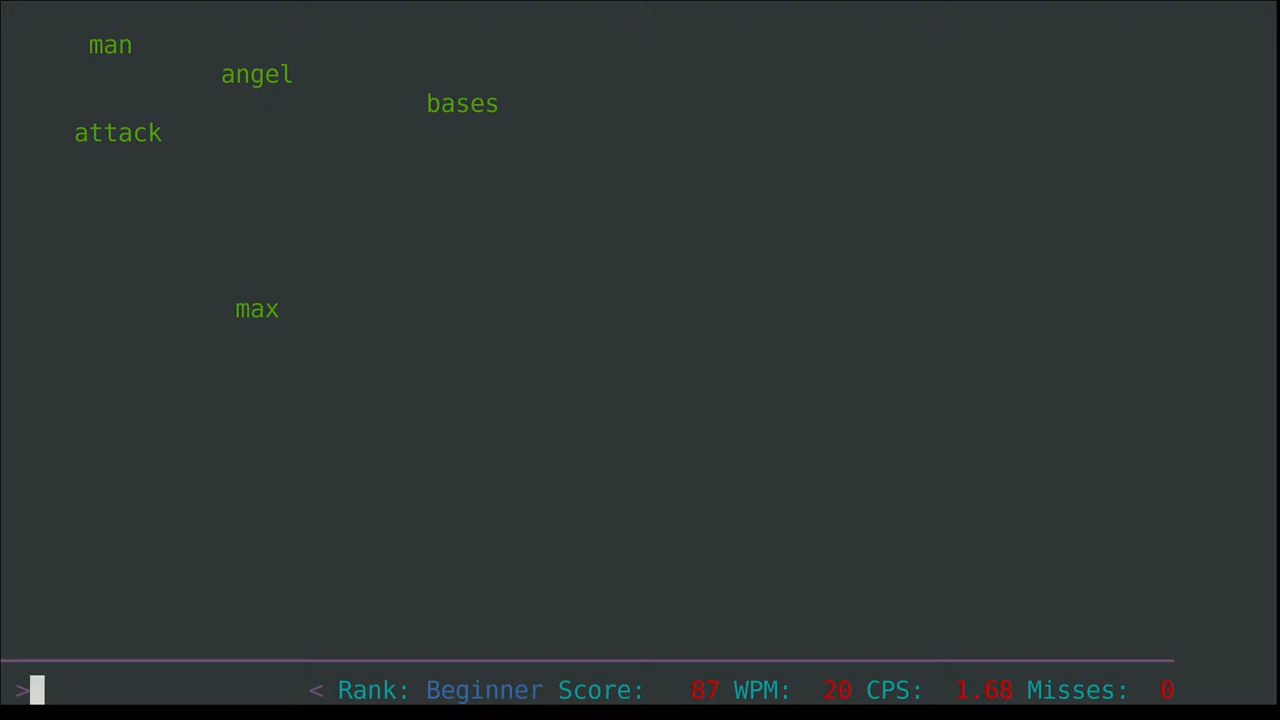 man
angel
bases
attack
max
>< Rank: Beginner Score: 87 WPM: 20 CPS: 1.68 Misses: 0